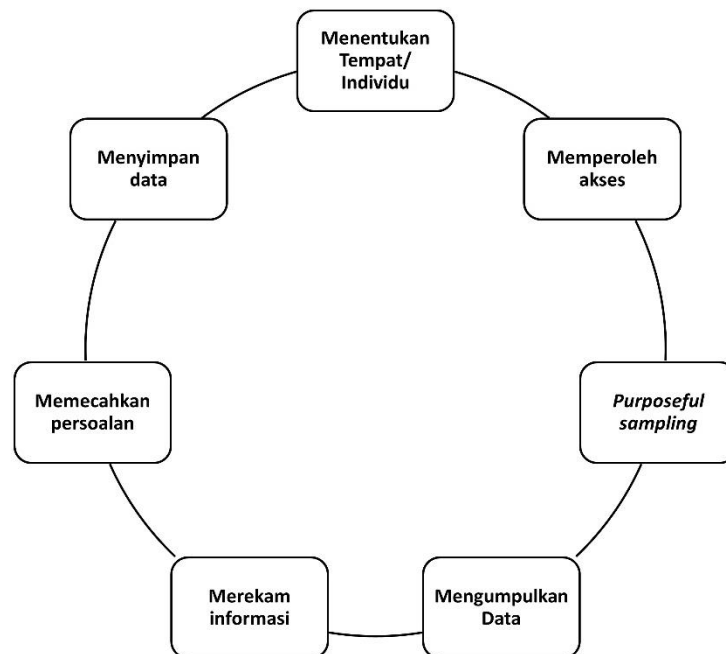 Menentukan
Tempat/
Individu
Memperoleh
akses
Purposeful
sampling
Mengumpulkan
Data
Merekam
informasi
Memecahkan
persoalan
Menyimpan
data